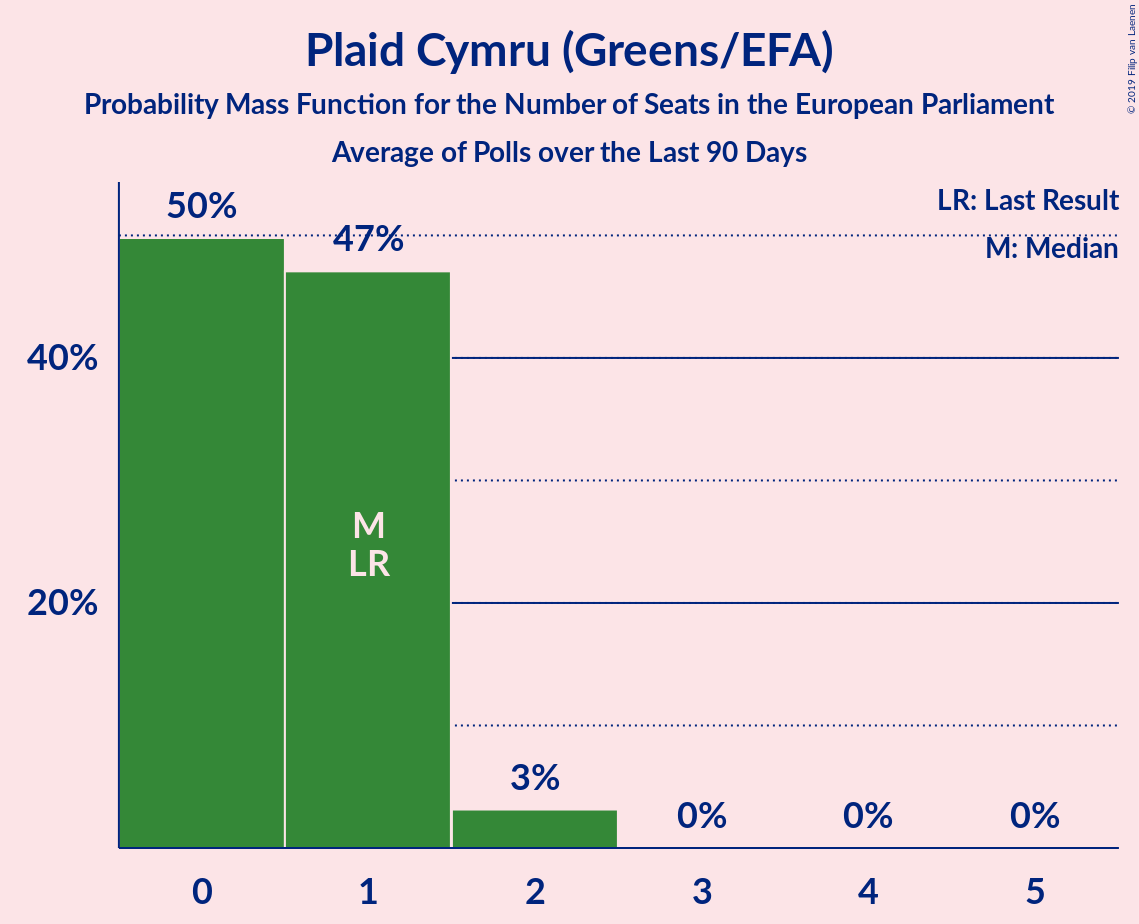 Plaid Cymru (Greens/EFA)
Probability Mass Function for the Number of Seats in the European Parliament
Average of Polls over the Last 90 Days
© 2019 Filip van Laenen
LR: Last Result
M: Median
50%
47%
40%
M
LR
20%
3%
0%
0%
0%
0
1
2
3
4
5